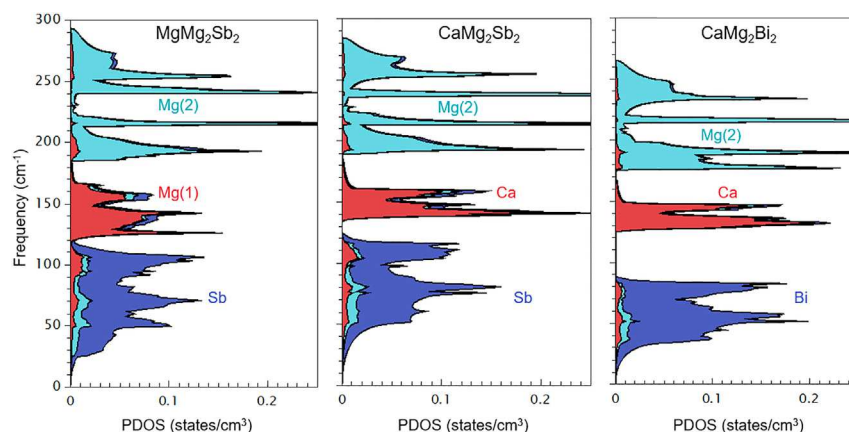 MgMg₂Sb₂ CaMg₂Sb₂ CaMg₂Bi₂
300
250
200
150
100
50
0
Frequency (cm⁻¹)
Mg(2) Mg(2) Mg(2)
Mg(1) Ca Ca
Sb Sb Bi
0 0.1 0.2 0 0.1 0.2 0 0.1 0.2
PDOS (states/cm³) PDOS (states/cm³) PDOS (states/cm³)